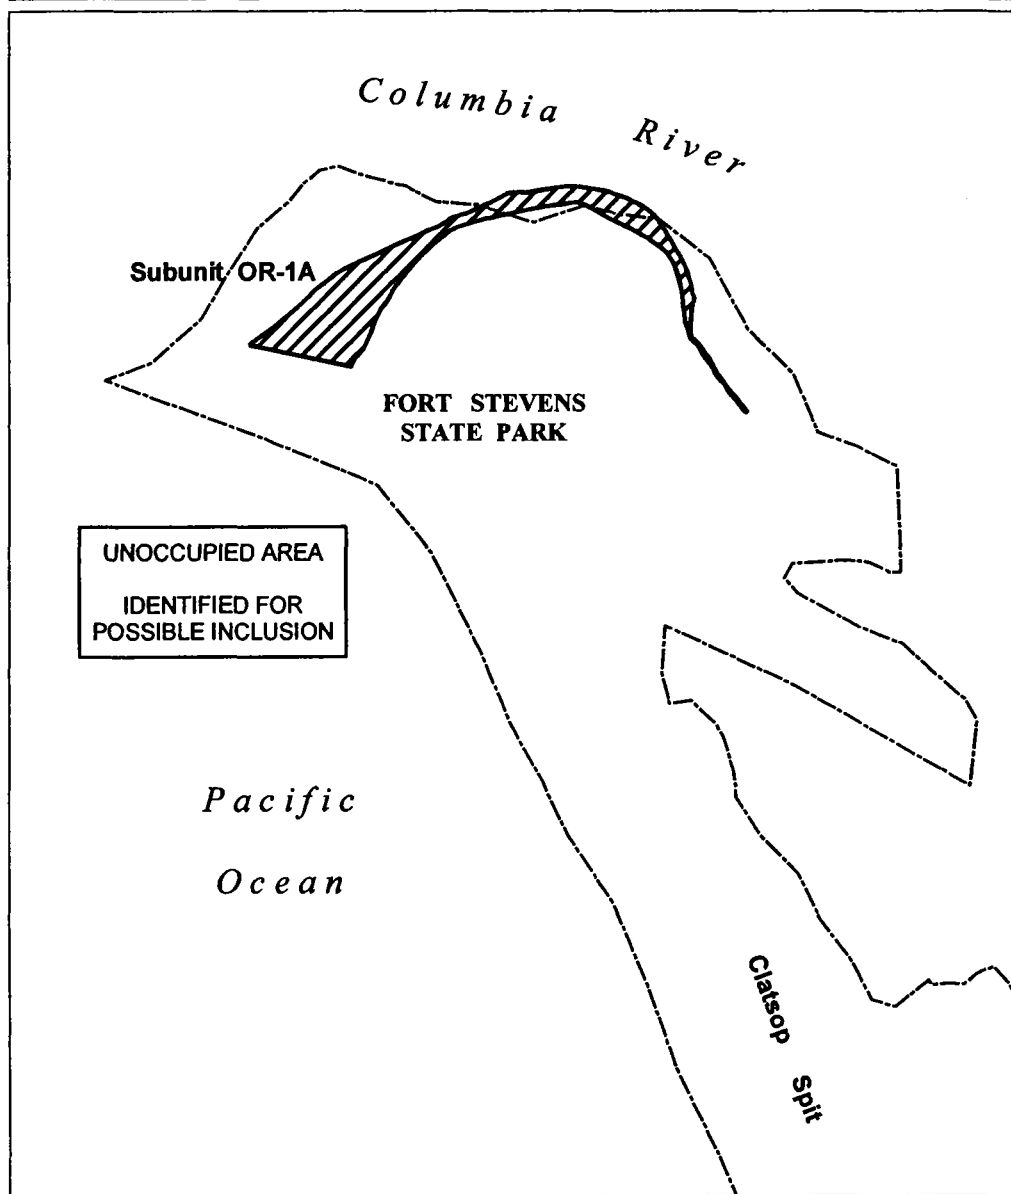 Columbia River
Subunit OR-1A
FORT STEVENS
STATE PARK
UNOCCUPIED AREA
IDENTIFIED FOR
POSSIBLE INCLUSION
Pacific
Ocean
Clatsop Spit